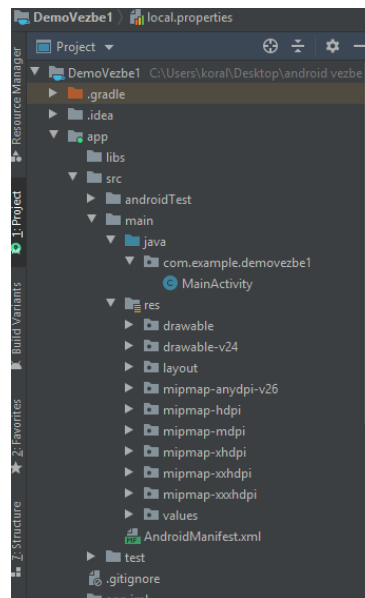 DemoVezbe1 local.properties
Project
DemoVezbe1 C:\Users\koral\Desktop\android vezbe
.gradle
.idea
app
libs
src
androidTest
main
java
com.example.demovezbe1
MainActivity
res
drawable
drawable-v24
layout
mipmap-anydpi-v26
mipmap-hdpi
mipmap-mdpi
mipmap-xhdpi
mipmap-xxhdpi
mipmap-xxxhdpi
values
AndroidManifest.xml
test
.gitignore
Resource Manager
1: Project
Build Variants
2: Favorites
7: Structure